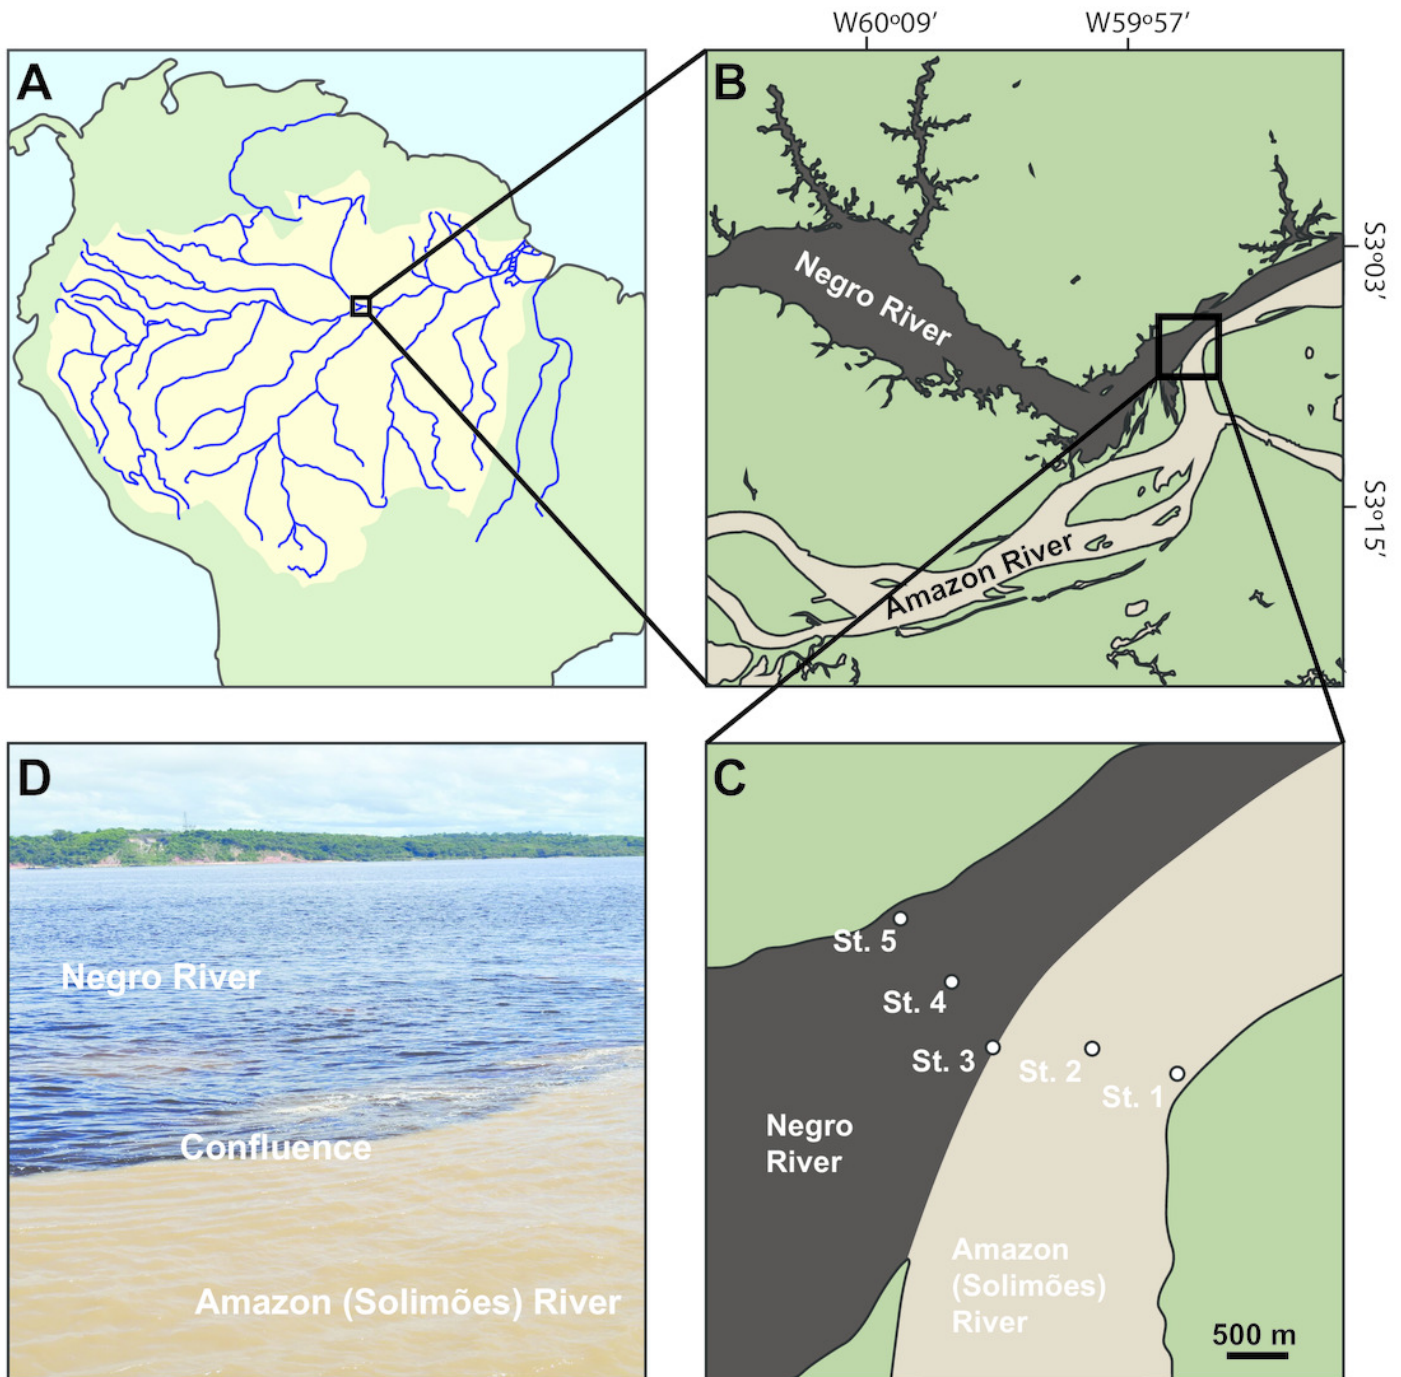 W60º09′
W59º57′
A
B
Negro River
S3º03′
Amazon River
S3º15′
D
Negro River
Confluence
Amazon (Solimões) River
C
St. 5
St. 4
St. 3
St. 2
St. 1
Negro
River
Amazon
(Solimões)
River
500 m